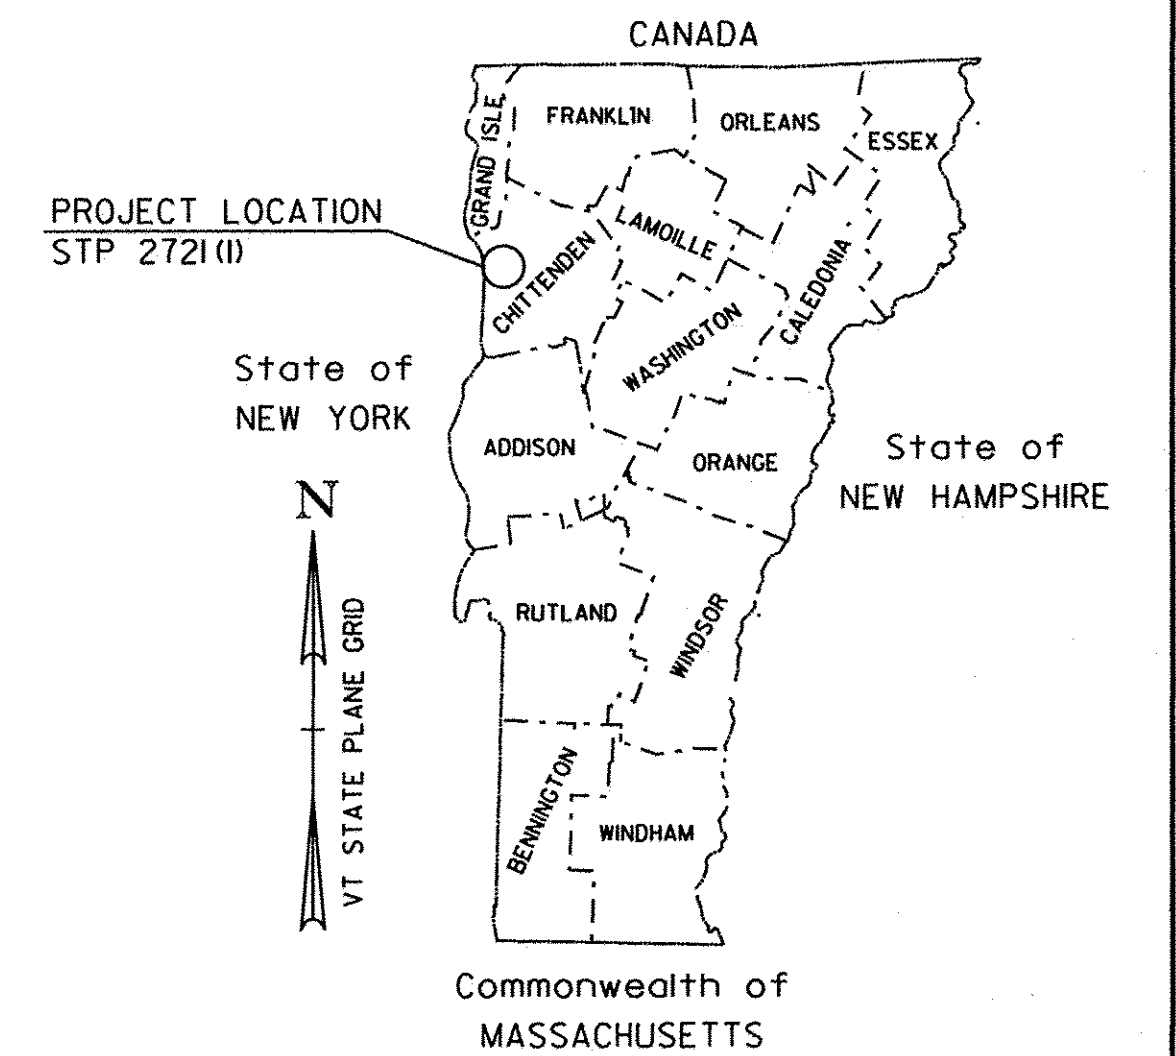 CANADA
FRANKLIN
ORLEANS
ESSEX
GRAND ISLE
PROJECT LOCATION
STP 2721(1)
LAMOILLE
CHITTENDEN
CALEDONIA
WASHINGTON
State of
NEW YORK
ADDISON
ORANGE
State of
NEW HAMPSHIRE
N
VT STATE PLANE GRID
RUTLAND
WINDSOR
BENNINGTON
WINDHAM
Commonwealth of
MASSACHUSETTS